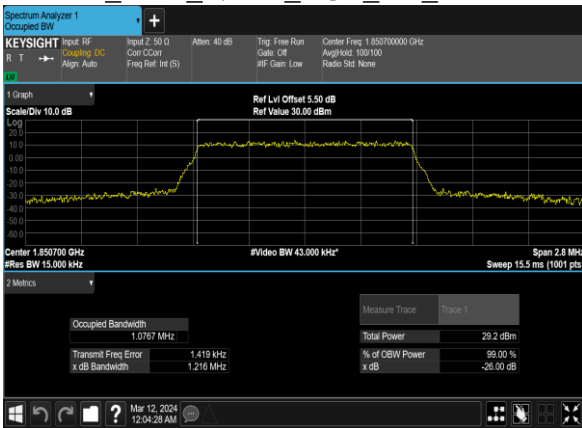 Spectrum Analyzer 1
Occupied BW
KEYSIGHT Input: RF Input Z: 50 Ω Atten: 40 dB Trig: Free Run Center Freq: 1.850700000 GHz
R T Coupling: DC Corr CCorr Gate: Off Avg|Hold: 100/100
Align: Auto Freq Ref: Int (S) #IF Gain: Low Radio Std: None
LW
1 Graph Ref Lvl Offset 5.50 dB
Scale/Div 10.0 dB Ref Value 30.00 dBm
Log
20.0
10.0
0.00
-10.0
-20.0
-30.0
-40.0
-50.0
-60.0
Center 1.850700 GHz #Video BW 43.000 kHz* Span 2.8 MHz
#Res BW 15.000 kHz Sweep 15.5 ms (1001 pts)
2 Metrics
Measure Trace Trace 1
Occupied Bandwidth
1.0767 MHz Total Power 29.2 dBm
Transmit Freq Error 1.419 kHz % of OBW Power 99.00 %
x dB Bandwidth 1.216 MHz x dB -26.00 dB
Mar 12, 2024
12:04:28 AM